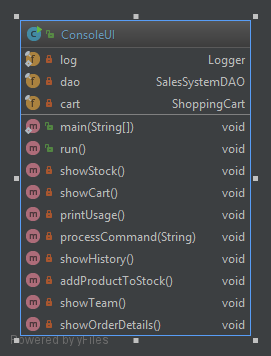 ConsoleUI
log Logger
dao SalesSystemDAO
cart ShoppingCart
main(String[]) void
run() void
showStock() void
showCart() void
printUsage() void
processCommand(String) void
showHistory() void
addProductToStock() void
showTeam() void
showOrderDetails() void
Powered by yFiles